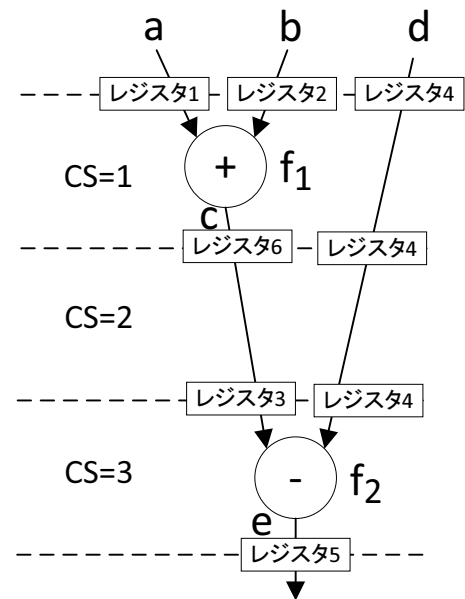 a b d
レジスタ1 レジスタ2 レジスタ4
+ f1
CS=1
c
レジスタ6 レジスタ4
CS=2
レジスタ3 レジスタ4
CS=3
- f2
e
レジスタ5